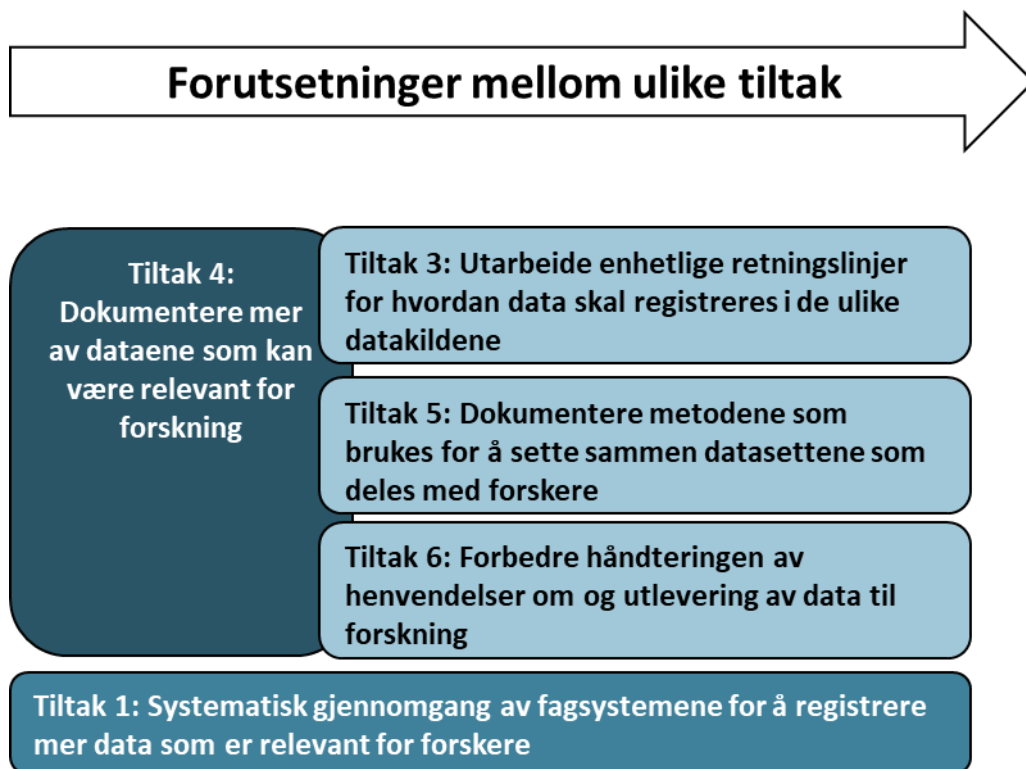 Forutsetninger mellom ulike tiltak
Tiltak 4:
Dokumentere mer
av dataene som kan
være relevant for
forskning
Tiltak 3: Utarbeide enhetlige retningslinjer
for hvordan data skal registreres i de ulike
datakildene
Tiltak 5: Dokumentere metodene som
brukes for å sette sammen datasettene som
deles med forskere
Tiltak 6: Forbedre håndteringen av
henvendelser om og utlevering av data til
forskning
Tiltak 1: Systematisk gjennomgang av fagsystemene for å registrere
mer data som er relevant for forskere